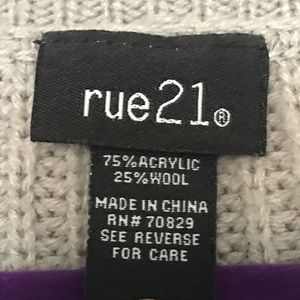 rue21®
75%ACRYLIC
25%WOOL
MADE IN CHINA
RN# 70829
SEE REVERSE
FOR CARE